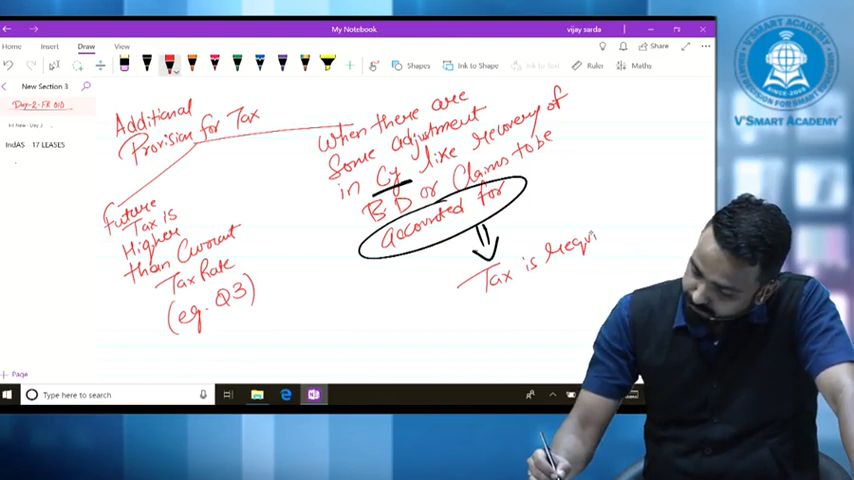 My Notebook
vijay sarda
Home
Insert
Draw
View
Share
Shapes
Ink to Shape
Ink to Text
Ruler
Maths
New Section 3
IndAS - 17 LEASES
Page
Additional
Provision for Tax
Future
Tax is
Higher
than Current
Tax Rate
(eg. Q3)
When there are
Some adjustment
in Cy like recovery of
B.D or Claims to be
accounted for
Tax is requi
Type here to search
V'SMART ACADEMY
SINCE-2008
V'SMART ACADEMY®